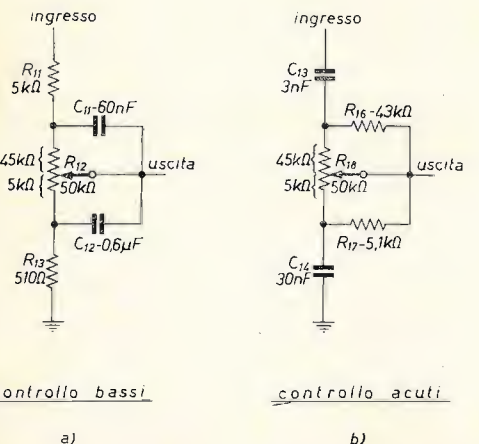 ingresso
R11
5kΩ
C11-60nF
45kΩ
R12
5kΩ
50kΩ
uscita
C12-0,6µF
R13
510Ω
ontrollo bassi
a)
ingresso
C13
3nF
R16-43kΩ
45kΩ
R18
5kΩ
50kΩ
uscita
R17-5,1kΩ
C14
30nF
controllo acuti
b)